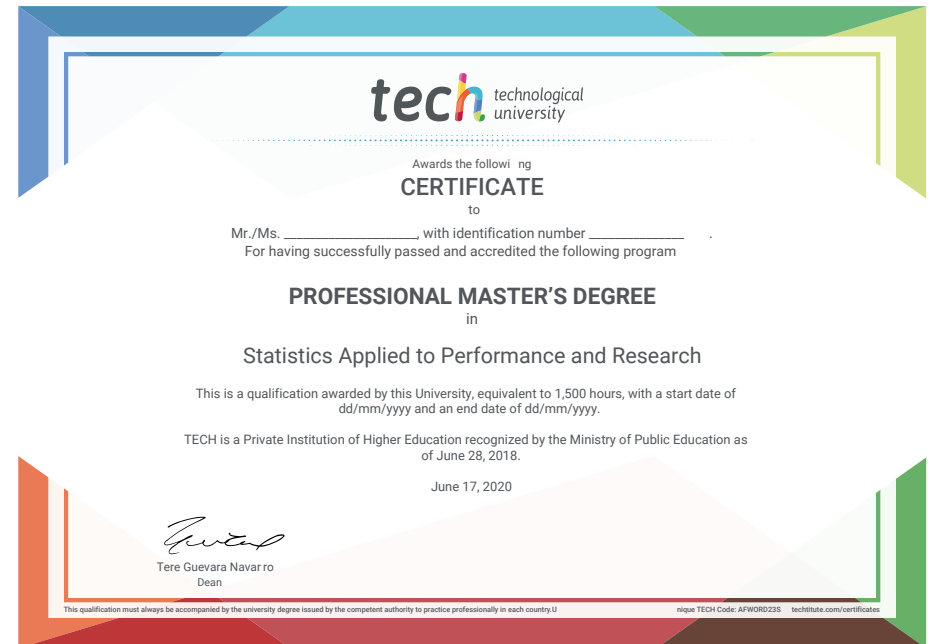 tech technological
university
Awards the followi ng
CERTIFICATE
to
Mr./Ms. ____________________, with identification number ______________ .
For having successfully passed and accredited the following program
PROFESSIONAL MASTER’S DEGREE
in
Statistics Applied to Performance and Research
This is a qualification awarded by this University, equivalent to 1,500 hours, with a start date of
dd/mm/yyyy and an end date of dd/mm/yyyy.
TECH is a Private Institution of Higher Education recognized by the Ministry of Public Education as
of June 28, 2018.
June 17, 2020
Tere Guevara Navar ro
Dean
This qualification must always be accompanied by the university degree issued by the competent authority to practice professionally in each country.U nique TECH Code: AFWORD23S techtitute.com/certificates